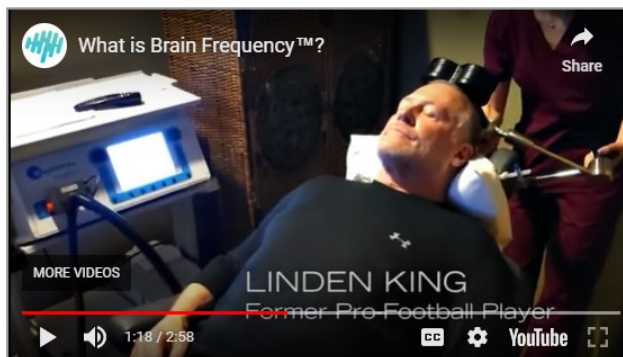 What is Brain Frequency™?
Share
MORE VIDEOS
LINDEN KING
Former Pro-Football Player
1:18 / 2:58
CC
YouTube